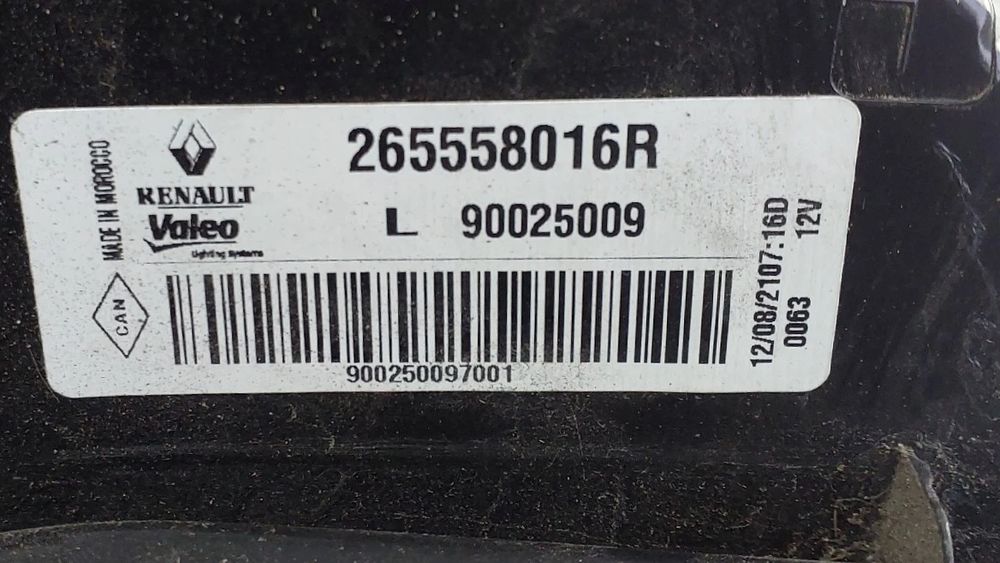 MADE IN MOROCCO
RENAULT
Valeo
Lighting Systems
265558016R
L 90025009
CAN
900250097001
12/08/2107:16D
0063 12V